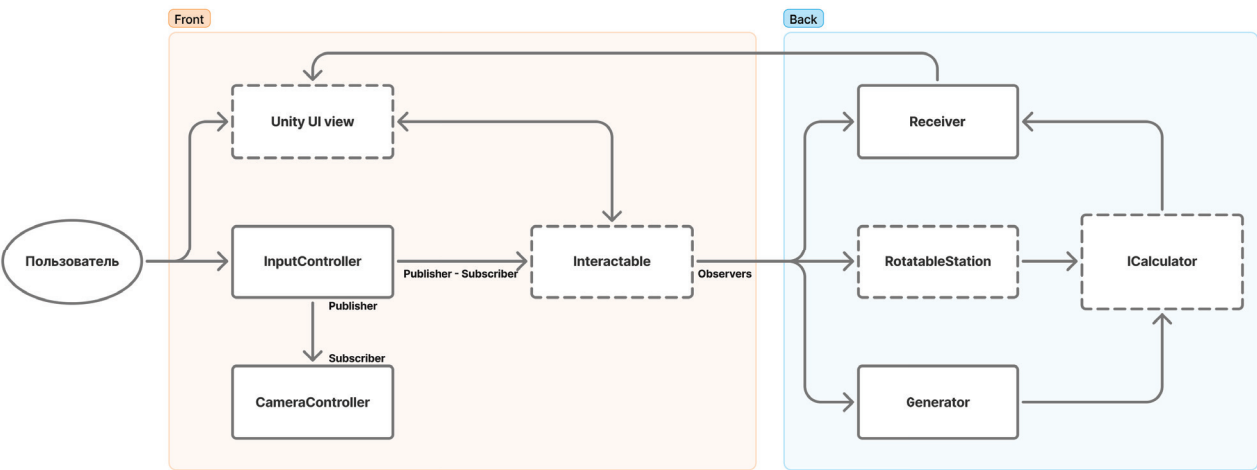 Front
Back
Unity UI view
Receiver
Пользователь
InputController
Publisher - Subscriber
Interactable
Observers
RotatableStation
ICalculator
Publisher
Subscriber
CameraController
Generator